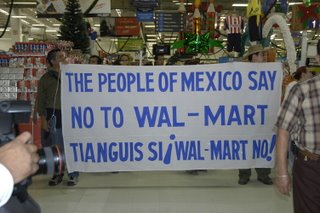 THE PEOPLE OF MEXICO SAY
NO TO WAL-MART
TIANGUIS SI¡WAL-MART NO!